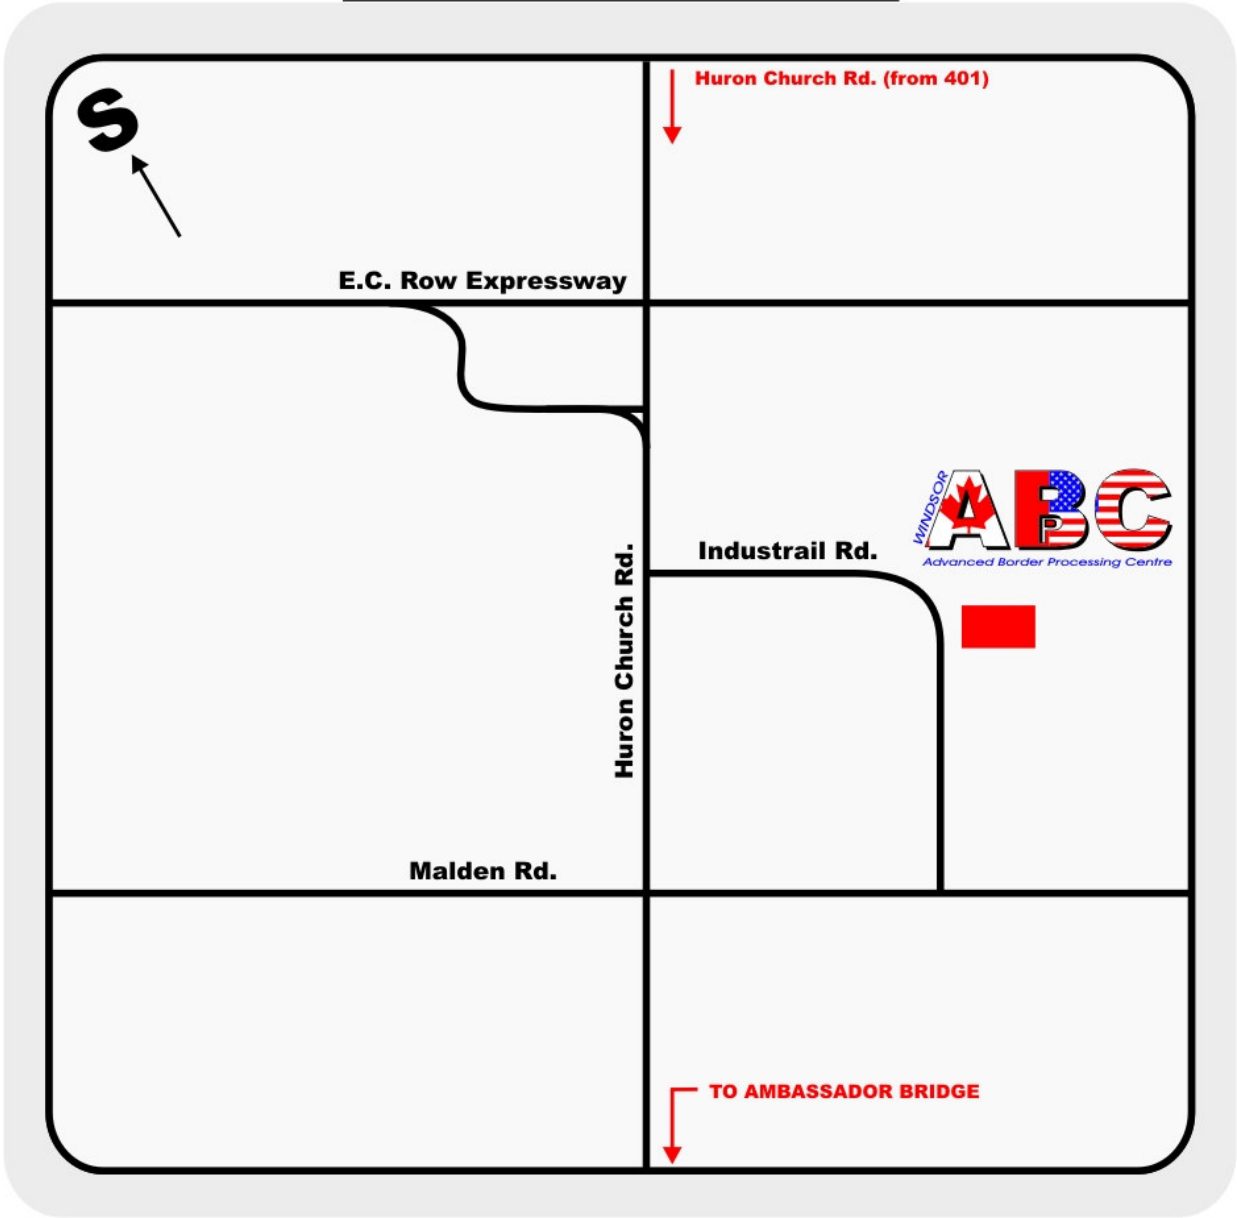 S
Huron Church Rd. (from 401)
E.C. Row Expressway
WINDSOR
ABC
P
Advanced Border Processing Centre
Industrail Rd.
Huron Church Rd.
Malden Rd.
TO AMBASSADOR BRIDGE